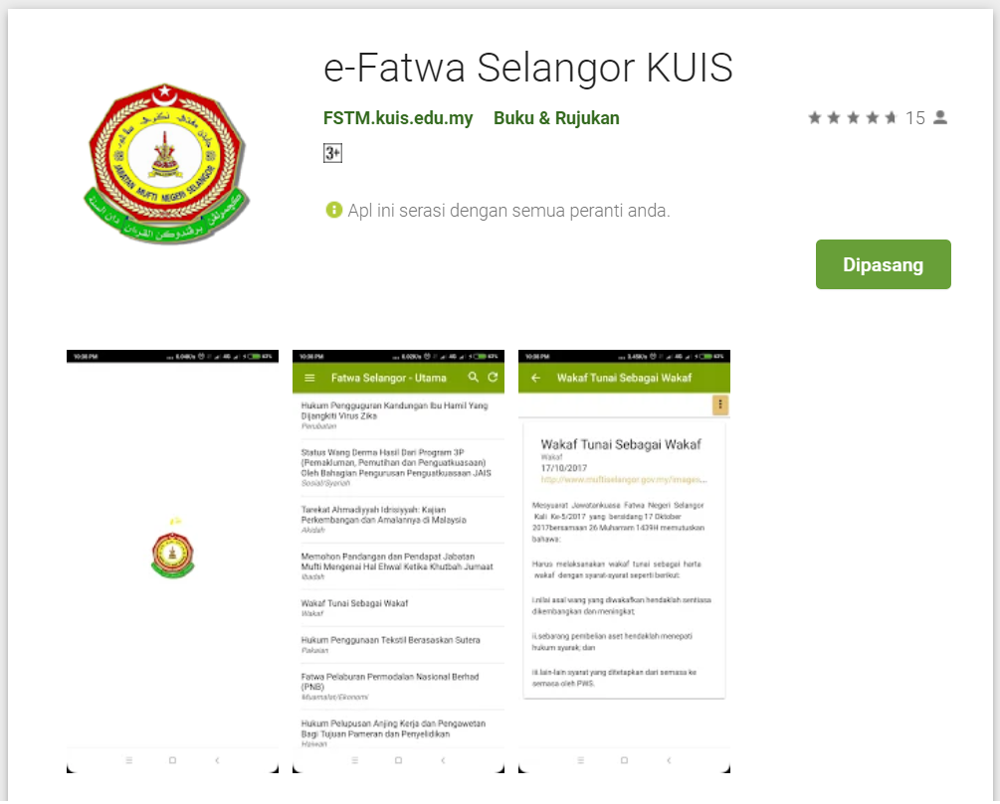 e-Fatwa Selangor KUIS
FSTM.kuis.edu.my Buku & Rujukan
15
3+
Apl ini serasi dengan semua peranti anda.
Dipasang
JABATAN MUFTI NEGERI SELANGOR
10:38 PM
4G
63%
10:38 PM
4G
63%
Fatwa Selangor - Utama
Hukum Pengguguran Kandungan Ibu Hamil Yang
Dijangkiti Virus Zika
Perubatan
Status Wang Derma Hasil Dari Program 3P
(Pemakluman, Pemutihan dan Penguatkuasaan)
Oleh Bahagian Pengurusan Penguatkuasaan JAIS
Sosial/Syariah
Tarekat Ahmadiyyah Idrisiyyah: Kajian
Perkembangan dan Amalannya di Malaysia
Akidah
Memohon Pandangan dan Pendapat Jabatan
Mufti Mengenai Hal Ehwal Ketika Khutbah Jumaat
Ibadah
Wakaf Tunai Sebagai Wakaf
Wakaf
Hukum Penggunaan Tekstil Berasaskan Sutera
Pakaian
Fatwa Pelaburan Permodalan Nasional Berhad
(PNB)
Muamalat/Ekonomi
Hukum Pelupusan Anjing Kerja dan Pengawetan
Bagi Tujuan Pameran dan Penyelidikan
Haiwan
10:38 PM
4G
63%
Wakaf Tunai Sebagai Wakaf
Wakaf Tunai Sebagai Wakaf
Wakaf
17/10/2017
http://www.muftiselangor.gov.my/images...
Mesyuarat Jawatankuasa Fatwa Negeri Selangor
Kali Ke-5/2017 yang bersidang 17 Oktober
2017bersamaan 26 Muharram 1439H memutuskan
bahawa:
Harus melaksanakan wakaf tunai sebagai harta
wakaf dengan syarat-syarat seperti berikut:
i.nilai asal wang yang diwakafkan hendaklah sentiasa
dikembangkan dan meningkat;
ii.sebarang pembelian aset hendaklah menepati
hukum syarak; dan
iii.lain-lain syarat yang ditetapkan dari semasa ke
semasa oleh PWS.